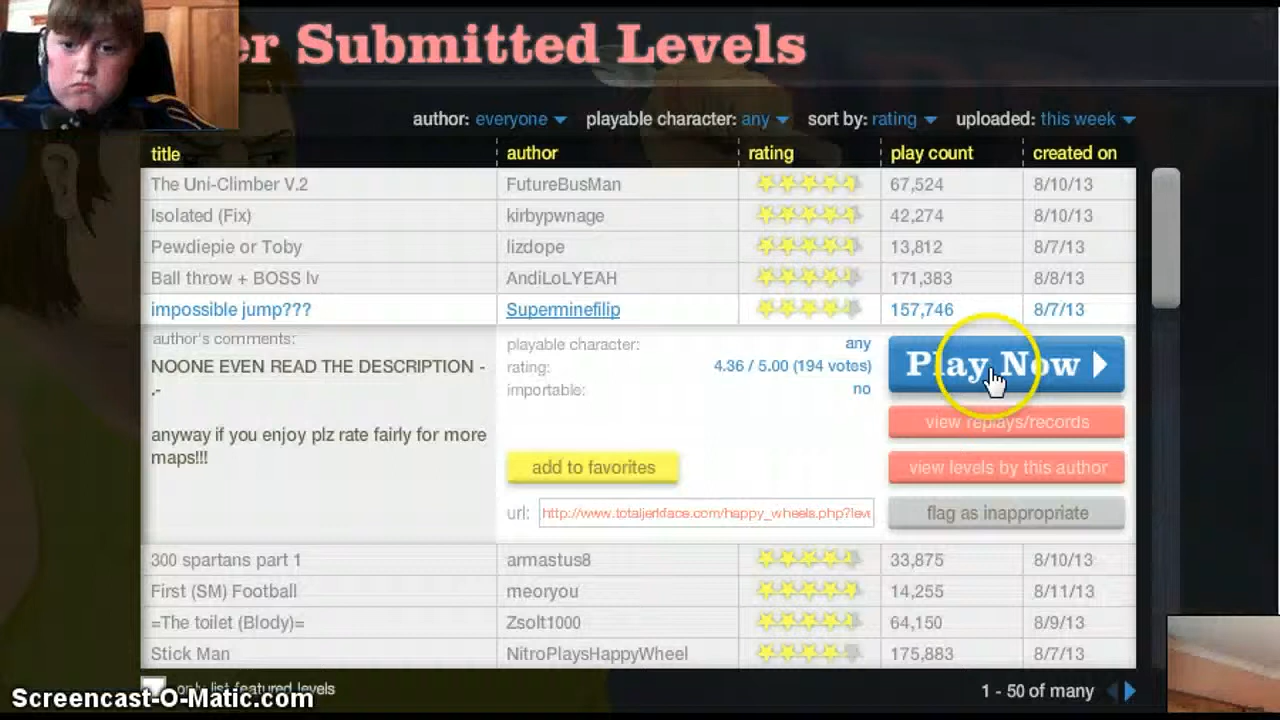 er Submitted Levels
author: everyone playable character: any sort by: rating uploaded: this week
title author rating play count created on
The Uni-Climber V.2 FutureBusMan 67,524 8/10/13
Isolated (Fix) kirbypwnage 42,274 8/10/13
Pewdiepie or Toby lizdope 13,812 8/7/13
Ball throw + BOSS lv AndiLoLYEAH 171,383 8/8/13
impossible jump??? Superminefilip 157,746 8/7/13
author's comments:
NOONE EVEN READ THE DESCRIPTION -
.-
anyway if you enjoy plz rate fairly for more
maps!!!
playable character: any
rating: 4.36 / 5.00 (194 votes)
importable: no
add to favorites
url: http://www.totaljerkface.com/happy_wheels.php?leve
Play Now
view replays/records
view levels by this author
flag as inappropriate
300 spartans part 1 armastus8 33,875 8/10/13
First (SM) Football meoryou 14,255 8/11/13
=The toilet (Blody)= Zsolt1000 64,150 8/9/13
Stick Man NitroPlaysHappyWheel 175,883 8/7/13
only list featured levels
1 - 50 of many
Screencast-O-Matic.com